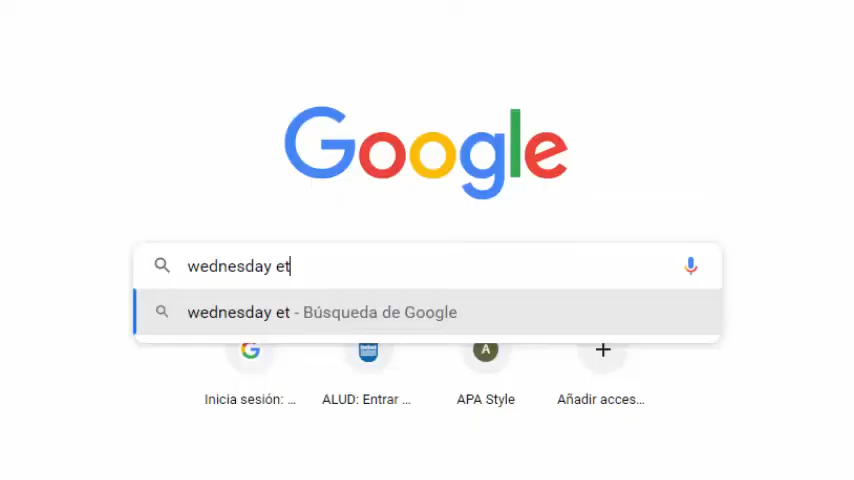 Google
wednesday et
wednesday et - Búsqueda de Google
G
A
Inicia sesión: ...
ALUD: Entrar ...
APA Style
Añadir acces...